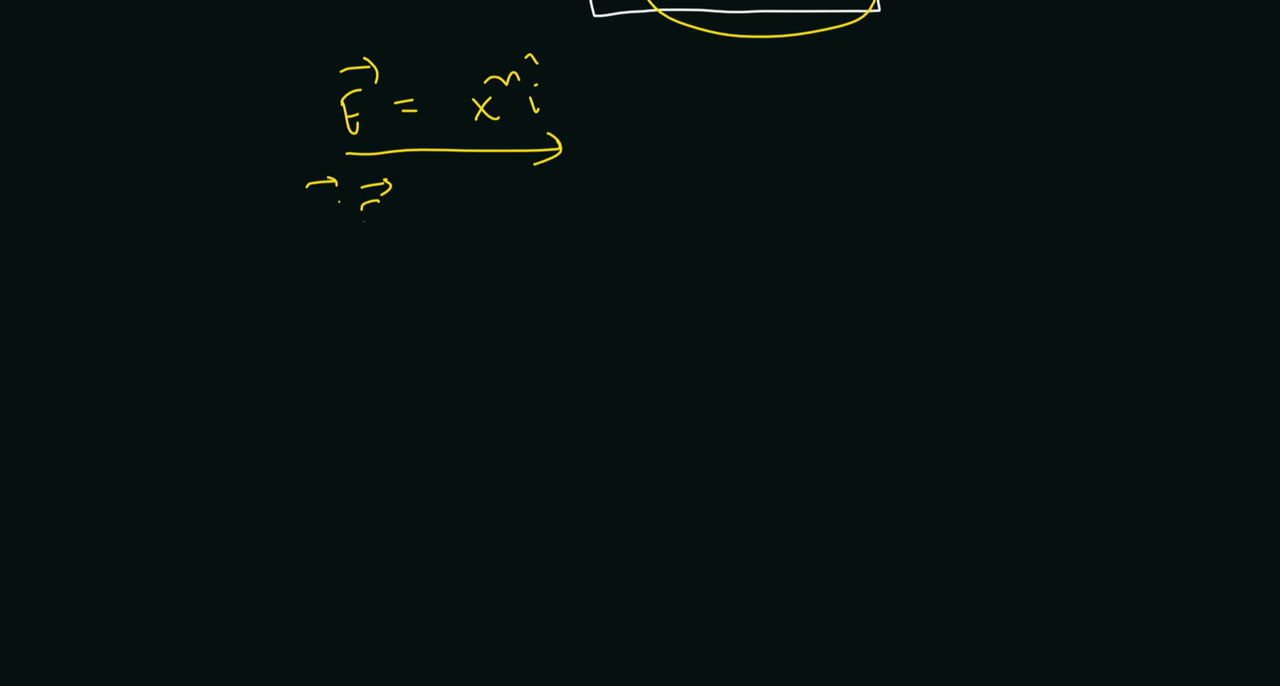 E⃗ = xⁿ î